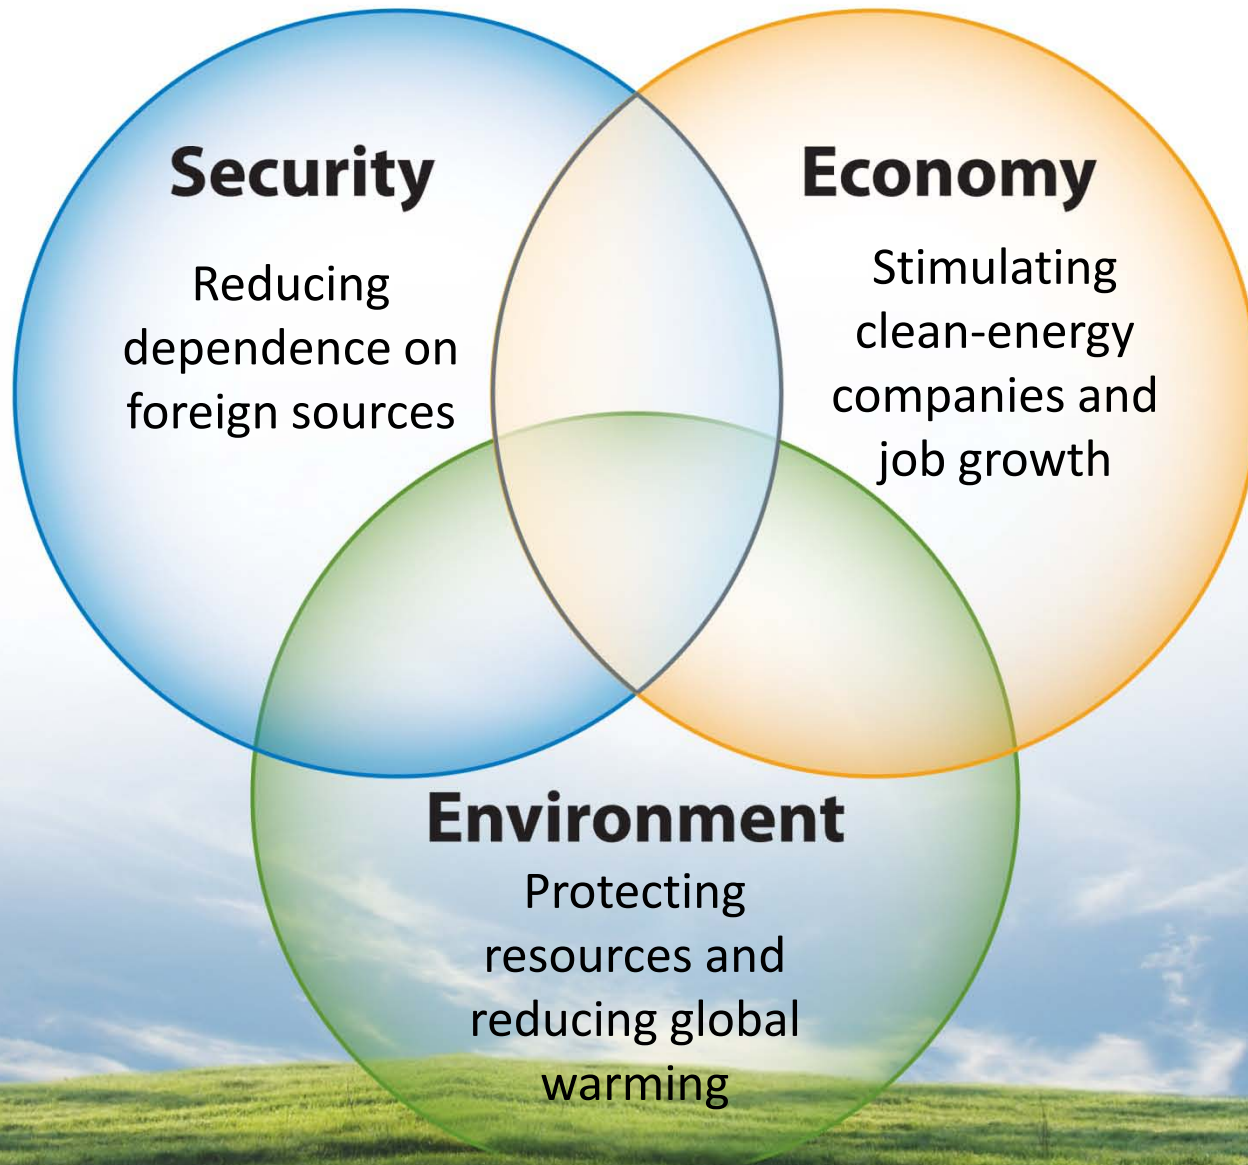 Security
Reducing
dependence on
foreign sources
Economy
Stimulating
clean-energy
companies and
job growth
Environment
Protecting
resources and
reducing global
warming